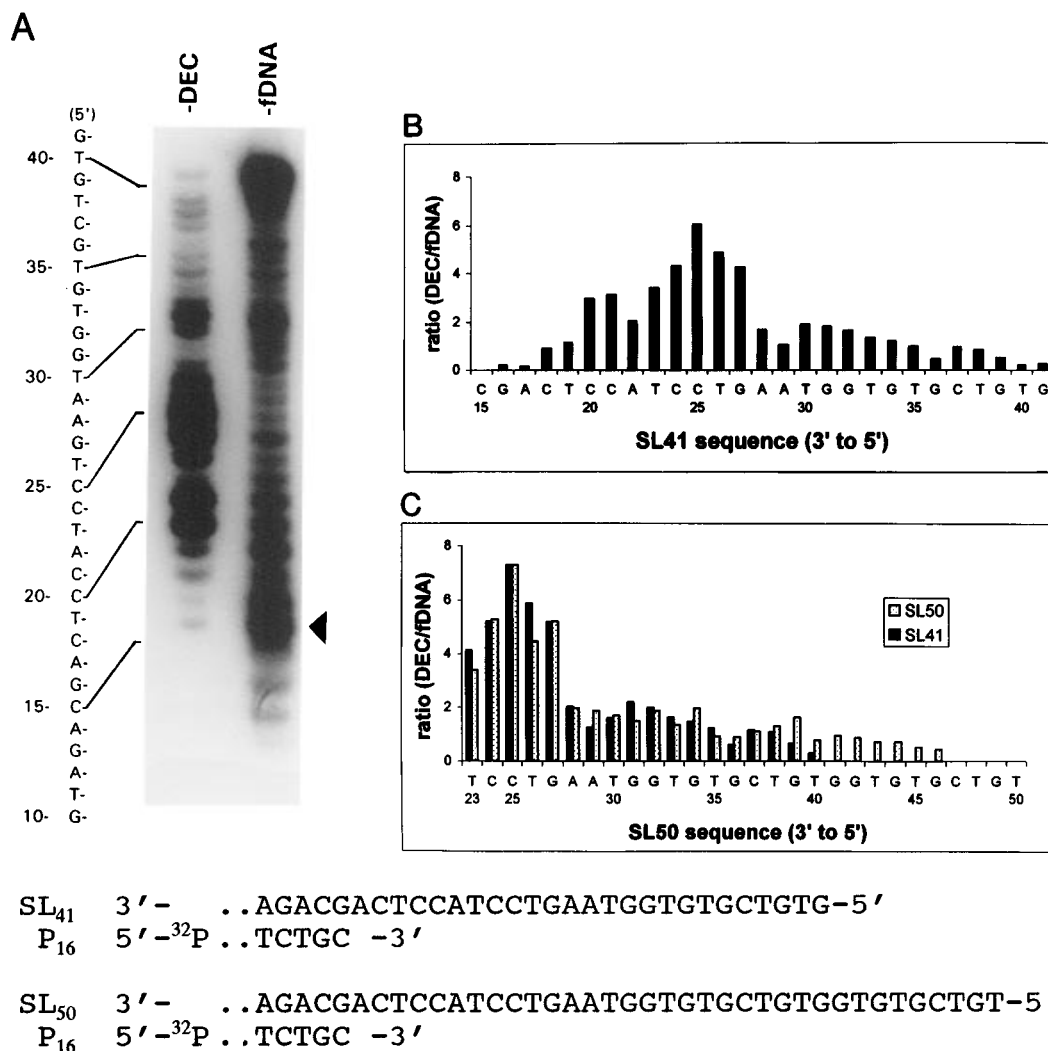 A
-DEC
-fDNA
(5')
G-
40- T-
G-
T-
C-
G-
35- T-
G-
T-
G-
G-
30- T-
A-
A-
G-
T-
25- C-
C-
T-
A-
C-
20- C-
T-
C-
A-
G-
15- C-
A-
G-
A-
T-
10- G-
B
ratio (DEC/fDNA)
8
6
4
2
0
C G A C T C C A T C C T G A A T G G T G T G C T G T G
15 20 25 30 35 40
SL41 sequence (3' to 5')
C
ratio (DEC/fDNA)
8
6
4
2
0
SL50
SL41
T C C T G A A T G G T G T G C T G T G G T G T G C T G T
23 25 30 35 40 45 50
SL50 sequence (3' to 5')
SL41 3'- ..AGACGACTCCATCCTGAATGGTGTGCTGTG-5'
P16 5'-32P ..TCTGC -3'
SL50 3'- ..AGACGACTCCATCCTGAATGGTGTGCTGTGGTGTGCTGT-5
P16 5'-32P ..TCTGC -3'